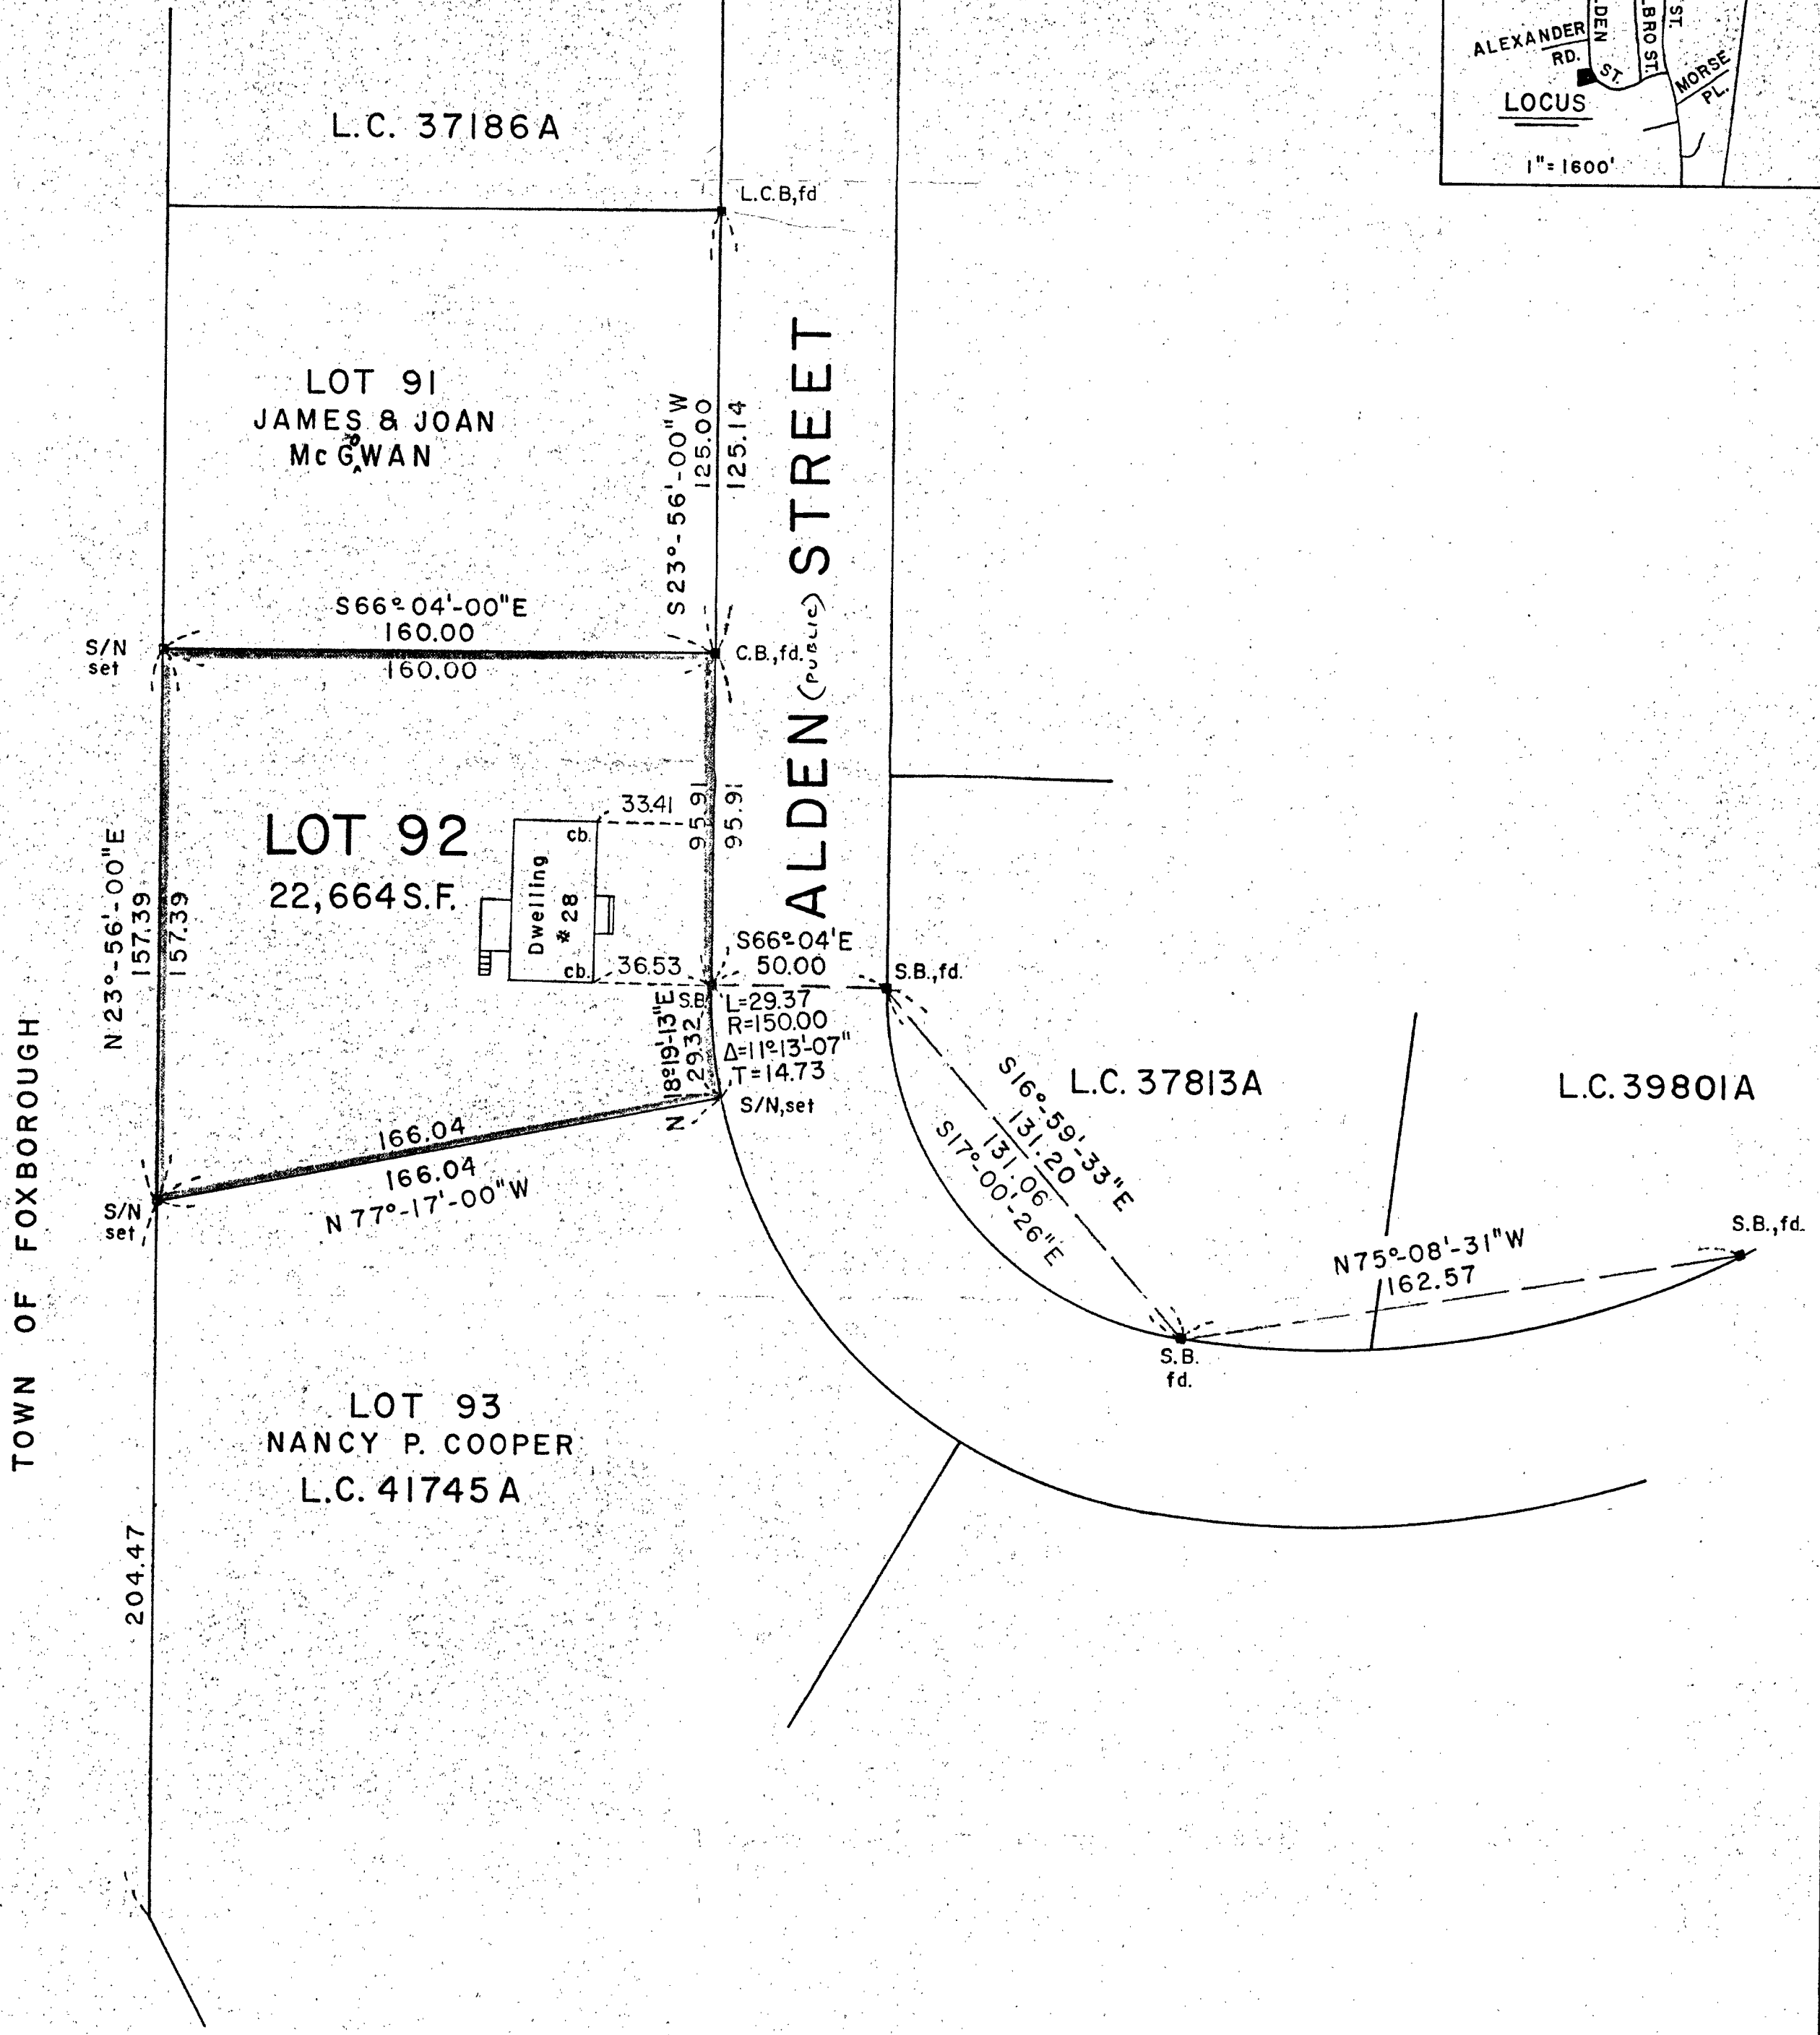 ALEXANDER
RD.
DEN
ST.
BRO ST.
ST.
MORSE
PL.
LOCUS
1"=1600'
L.C. 37186A
L.C.B,fd
LOT 91
JAMES & JOAN
McGoWAN
S23°-56'-00"W
125.00
125.14
ALDEN (PUBLIC) STREET
S66°-04'-00"E
160.00
160.00
S/N
set
C.B.,fd.
N23°-56'-00"E
157.39
157.39
LOT 92
22,664 S.F.
Dwelling
#28
cb.
cb.
33.41
36.53
95.91
95.91
S66°-04'E
50.00
S.B.,fd.
S.B.
L=29.37
R=150.00
Δ=11°-13'-07"
T=14.73
N18°-19'-13"E
29.32
S/N,set
166.04
166.04
N77°-17'-00"W
S/N
set
S16°-59'-33"E
131.20
131.06
S17°-00'-26"E
L.C. 37813A
L.C. 39801A
N75°-08'-31"W
162.57
S.B.,fd.
S.B.
fd.
TOWN OF FOXBOROUGH
LOT 93
NANCY P. COOPER
L.C. 41745A
204.47